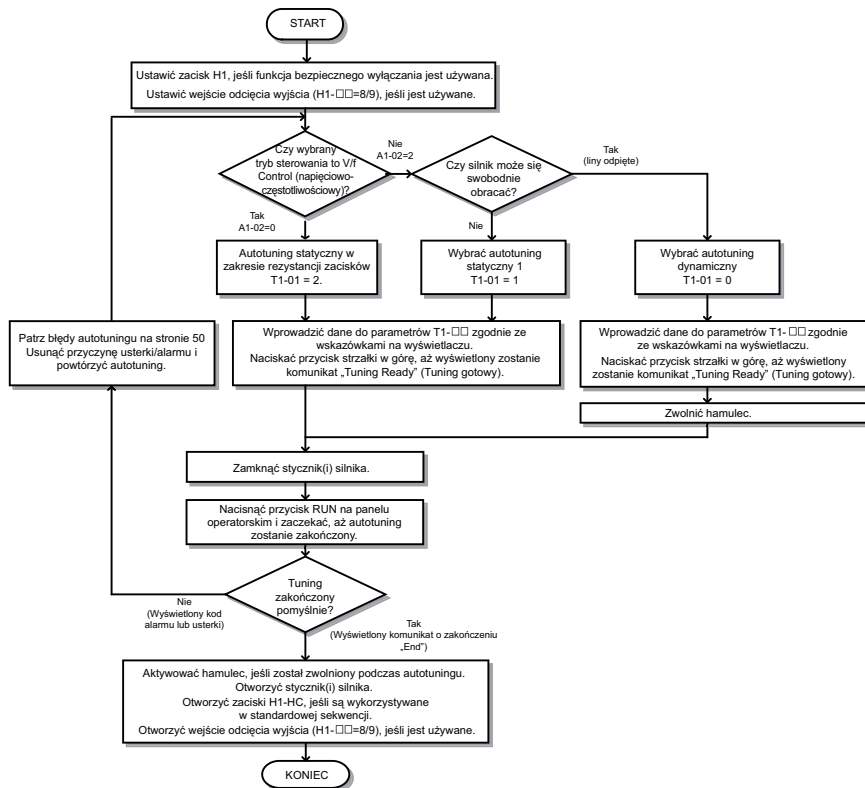 START
Ustawić zacisk H1, jeśli funkcja bezpiecznego wyłączania jest używana.
Ustawić wejście odcięcia wyjścia (H1-□□=8/9), jeśli jest używane.
Czy wybrany
tryb sterowania to V/f
Control (napięciowo-
częstotliwościowy)?
Nie
A1-02=2
Czy silnik może się
swobodnie
obracać?
Tak
(liny odpięte)
Tak
A1-02=0
Nie
Autotuning statyczny w
zakresie rezystancji zacisków
T1-01 = 2.
Wybrać autotuning
statyczny 1
T1-01 = 1
Wybrać autotuning
dynamiczny
T1-01 = 0
Patrz błędy autotuningu na stronie 50
Usunąć przyczynę usterki/alarmu i
powtórzyć autotuning.
Wprowadzić dane do parametrów T1-□□ zgodnie ze
wskazówkami na wyświetlaczu.
Naciskać przycisk strzałki w górę, aż wyświetlony zostanie
komunikat „Tuning Ready” (Tuning gotowy).
Wprowadzić dane do parametrów T1-□□ zgodnie
ze wskazówkami na wyświetlaczu.
Naciskać przycisk strzałki w górę, aż wyświetlony
zostanie komunikat „Tuning Ready” (Tuning gotowy).
Zwolnić hamulec.
Zamknąć stycznik(i) silnika.
Nacisnąć przycisk RUN na panelu
operatorskim i zaczekać, aż autotuning
zostanie zakończony.
Tuning
zakończony
pomyślnie?
Nie
(Wyświetlony kod
alarmu lub usterki)
Tak
(Wyświetlony komunikat o zakończeniu
„End”)
Aktywować hamulec, jeśli został zwolniony podczas autotuningu.
Otworzyć stycznik(i) silnika.
Otworzyć zaciski H1-HC, jeśli są wykorzystywane
w standardowej sekwencji.
Otworzyć wejście odcięcia wyjścia (H1-□□=8/9), jeśli jest używane.
KONIEC